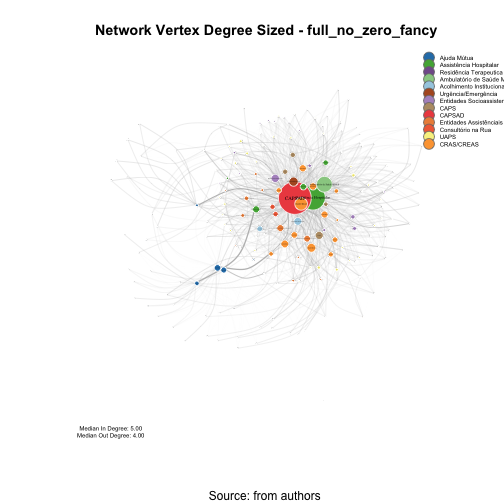 Network Vertex Degree Sized - full_no_zero_fancy
Ajuda Mútua
Assistência Hospitalar
Residência Terapeutica
Ambulatório de Saúde M
Acolhimento Instituciona
Urgência/Emergência
Entidades Socioassisten
CAPS
CAPSAD
Entidades Assistênciais
Consultório na Rua
UAPS
CRAS/CREAS
CAPSAD
Median In Degree: 5.00
Median Out Degree: 4.00
Source: from authors